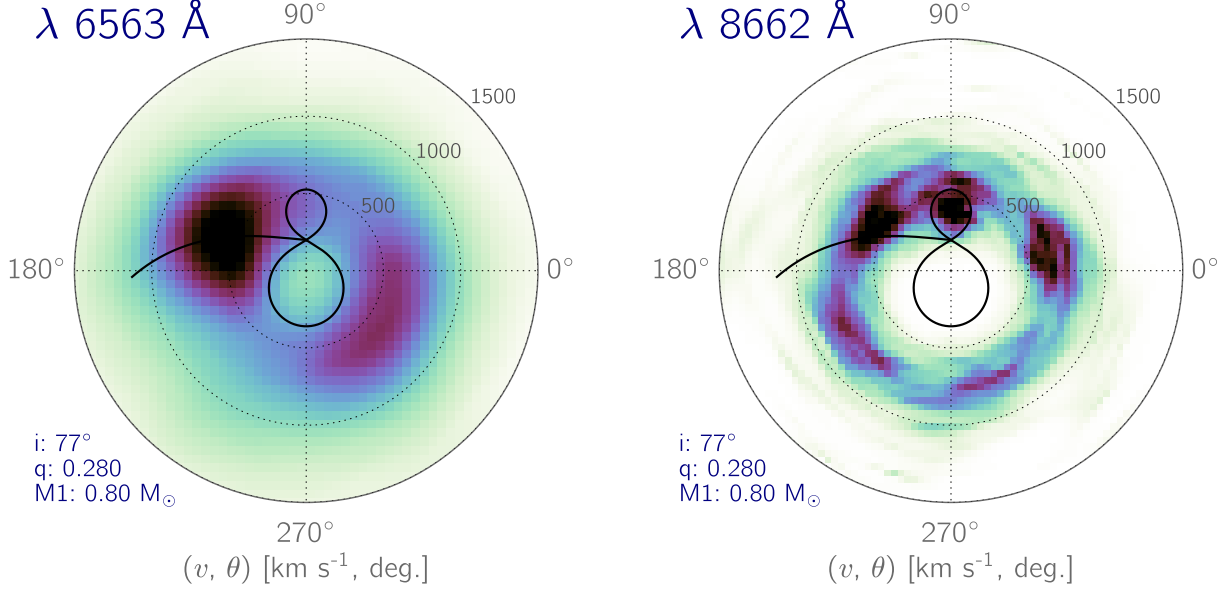 λ 6563 Å
90°
1500
1000
500
180°
0°
i: 77°
q: 0.280
M1: 0.80 M☉
270°
(v, θ) [km s⁻¹, deg.]
λ 8662 Å
90°
1500
1000
500
180°
0°
i: 77°
q: 0.280
M1: 0.80 M☉
270°
(v, θ) [km s⁻¹, deg.]